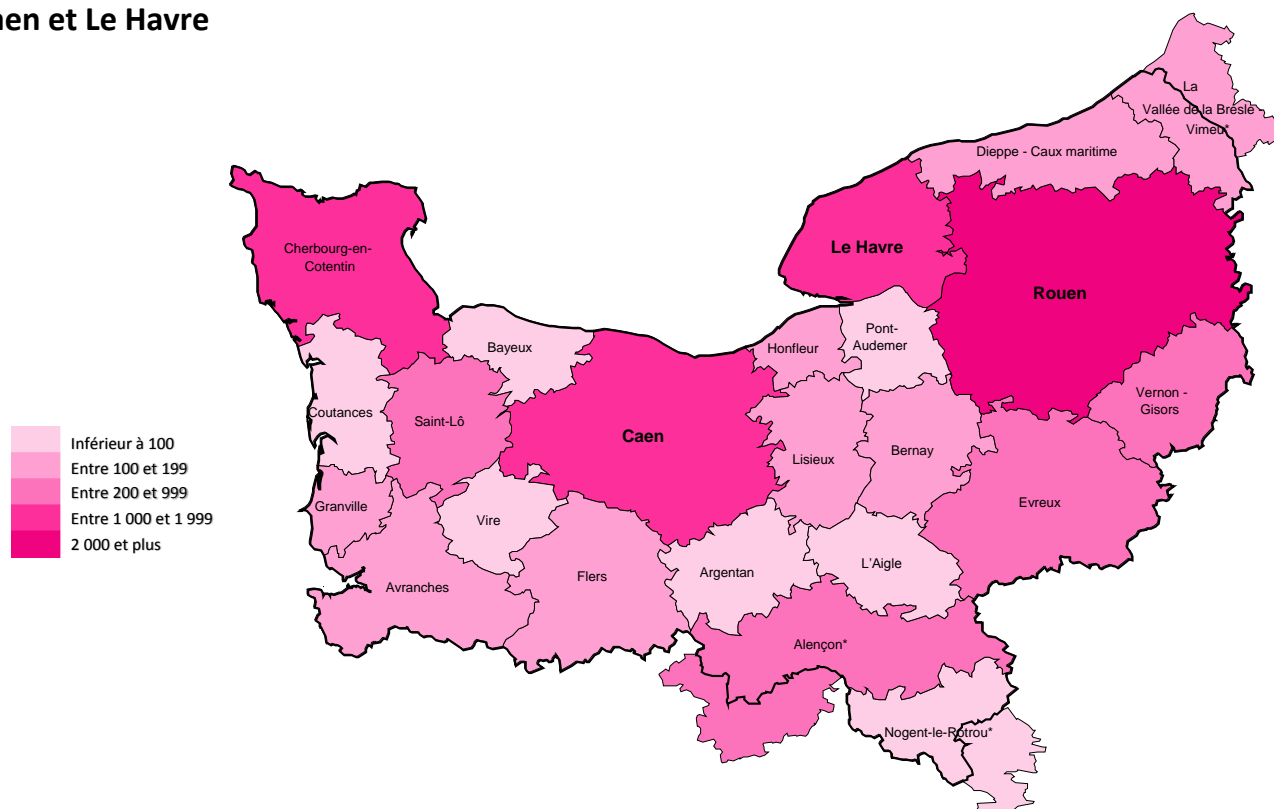 et Le Havre
La
Vallée de la Bresle
Vimeu*
Dieppe - Caux maritime
Cherbourg-en-
Cotentin
Le Havre
Rouen
Pont-
Audemer
Honfleur
Bayeux
Vernon -
Gisors
Coutances
Saint-Lô
Caen
Lisieux
Bernay
Evreux
Granville
Vire
Inférieur à 100
Entre 100 et 199
Entre 200 et 999
Entre 1 000 et 1 999
2 000 et plus
Avranches
Flers
Argentan
L'Aigle
Alençon*
Nogent-le-Rotrou*